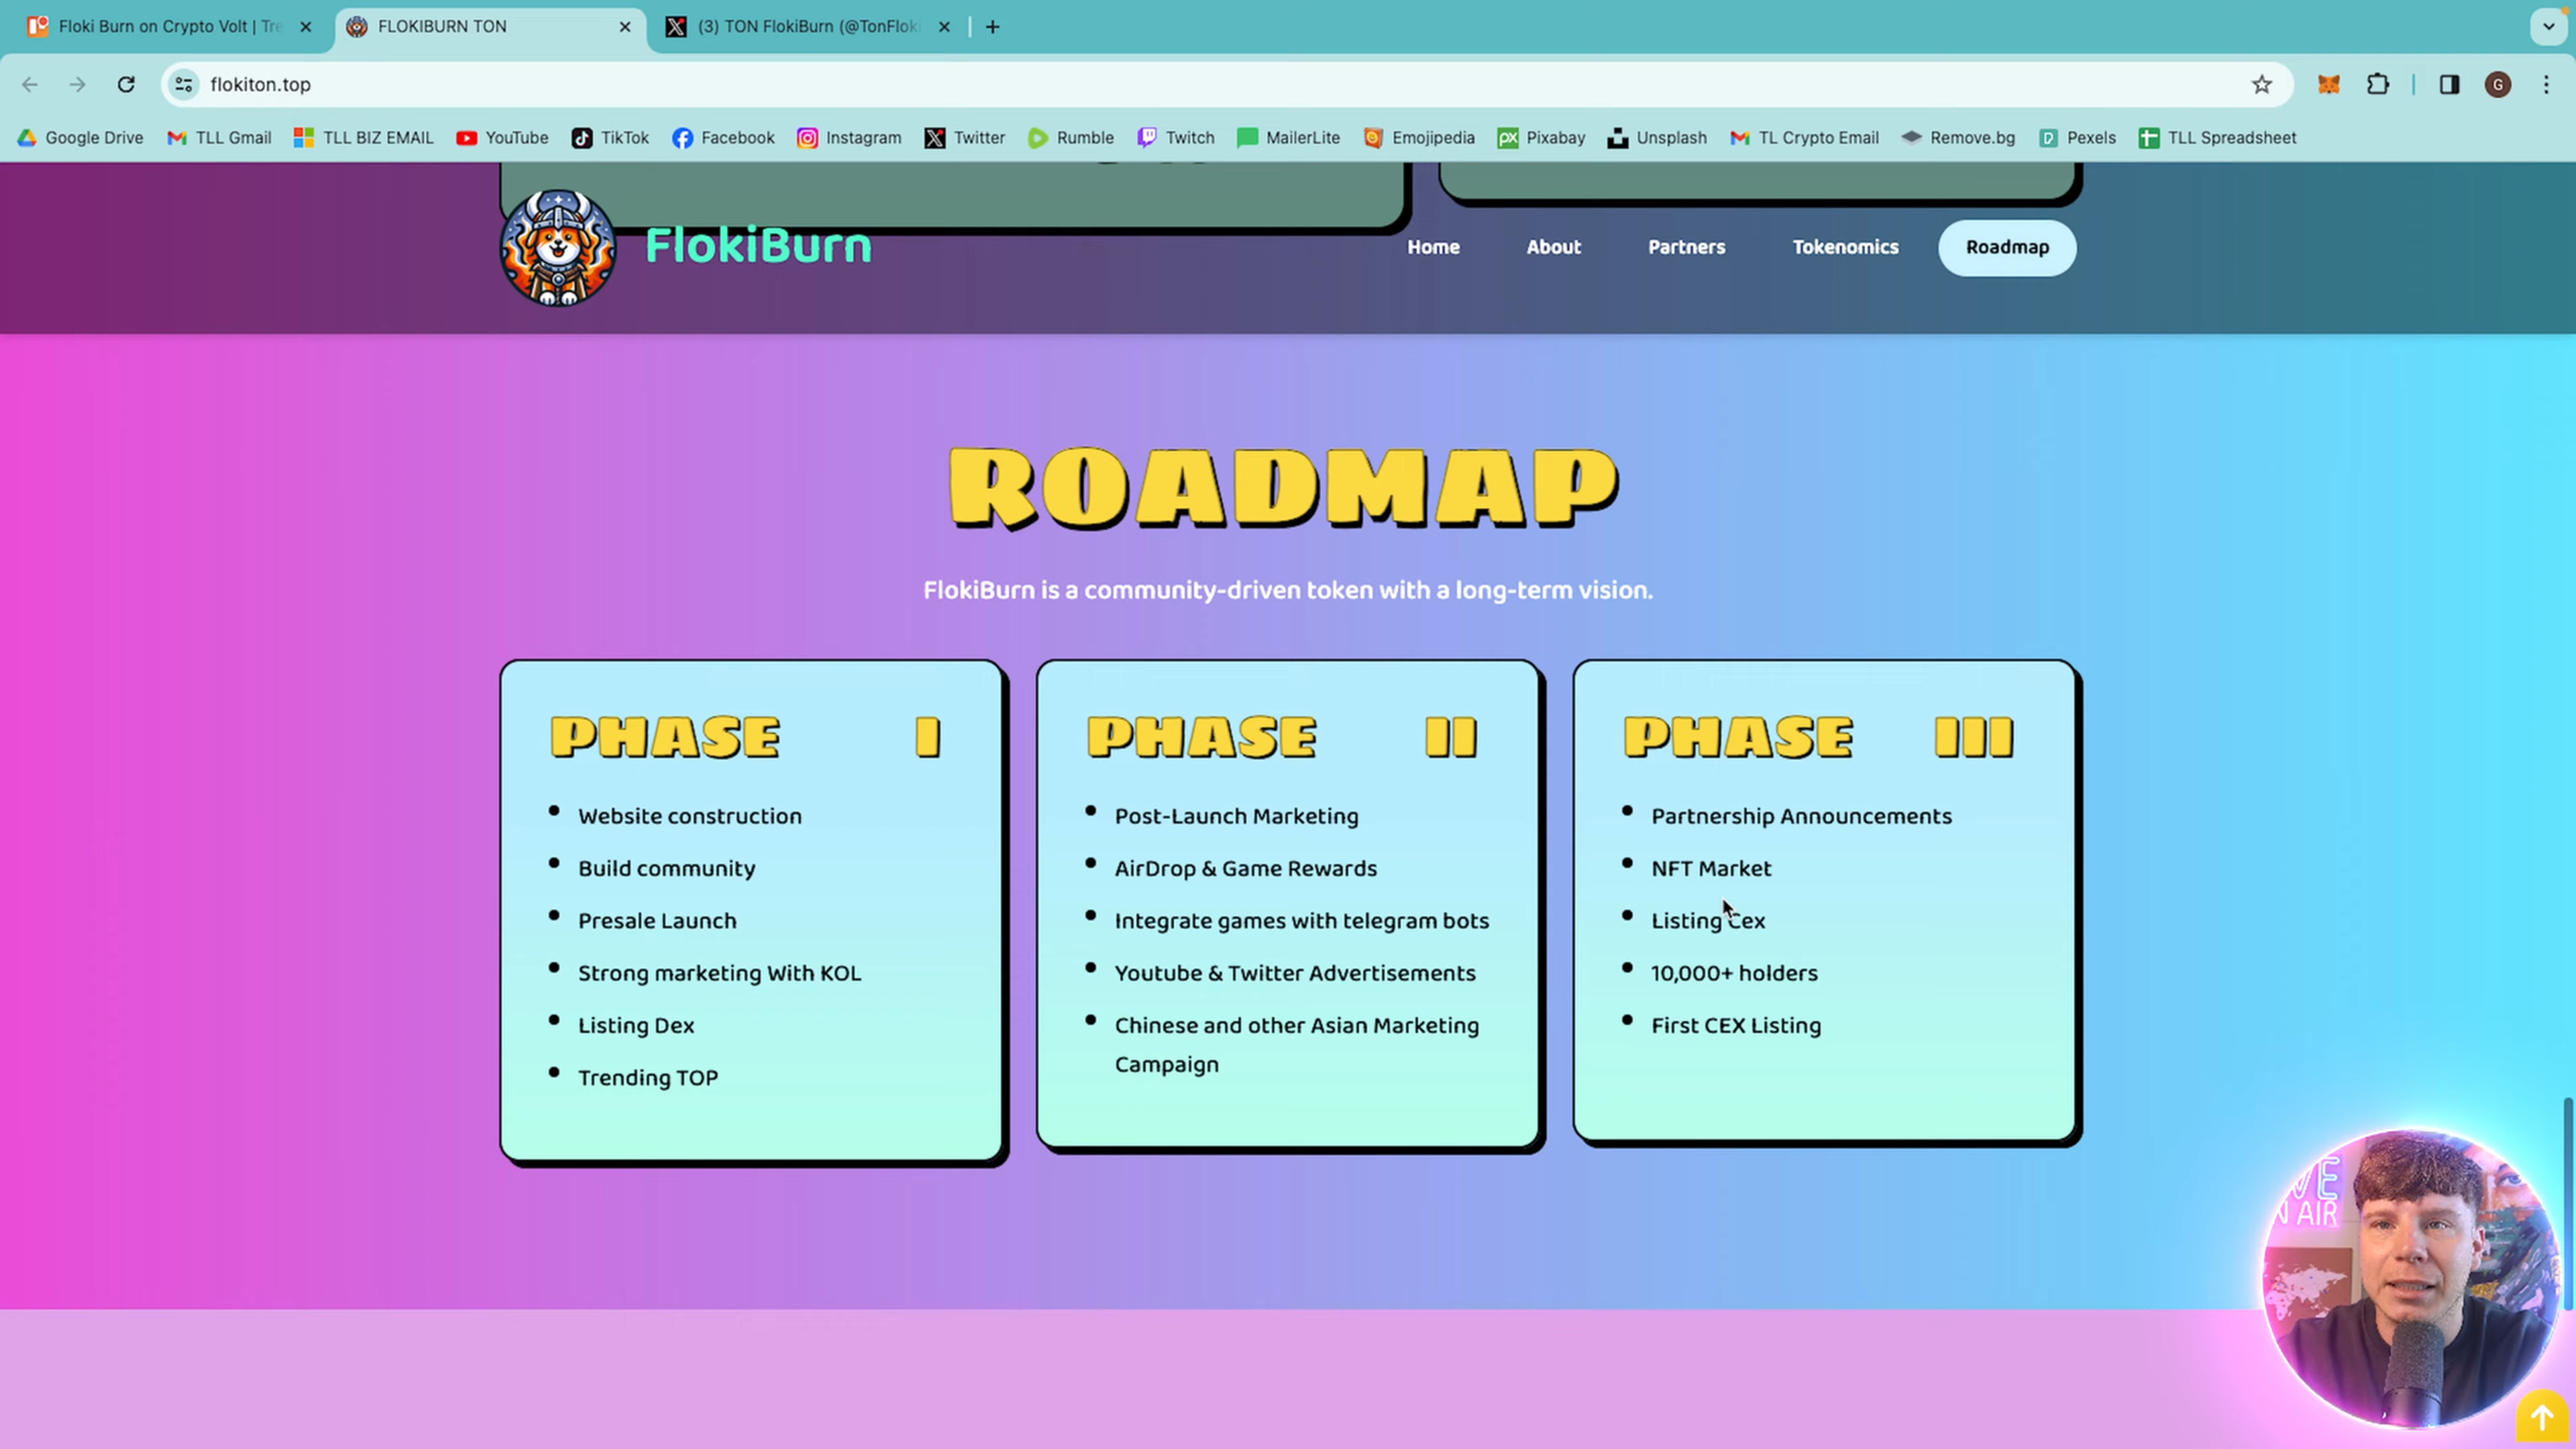 Floki Burn on Crypto Volt | Tre
FLOKIBURN TON
(3) TON FlokiBurn (@TonFloki
flokiton.top
G
Google Drive
TLL Gmail
TLL BIZ EMAIL
YouTube
TikTok
Facebook
Instagram
Twitter
Rumble
Twitch
MailerLite
Emojipedia
Pixabay
Unsplash
TL Crypto Email
Remove.bg
Pexels
TLL Spreadsheet
FlokiBurn
Home
About
Partners
Tokenomics
Roadmap
ROADMAP
FlokiBurn is a community-driven token with a long-term vision.
PHASE I
Website construction
Build community
Presale Launch
Strong marketing With KOL
Listing Dex
Trending TOP
PHASE II
Post-Launch Marketing
AirDrop & Game Rewards
Integrate games with telegram bots
Youtube & Twitter Advertisements
Chinese and other Asian Marketing
Campaign
PHASE III
Partnership Announcements
NFT Market
Listing Cex
10,000+ holders
First CEX Listing
VE
N AIR